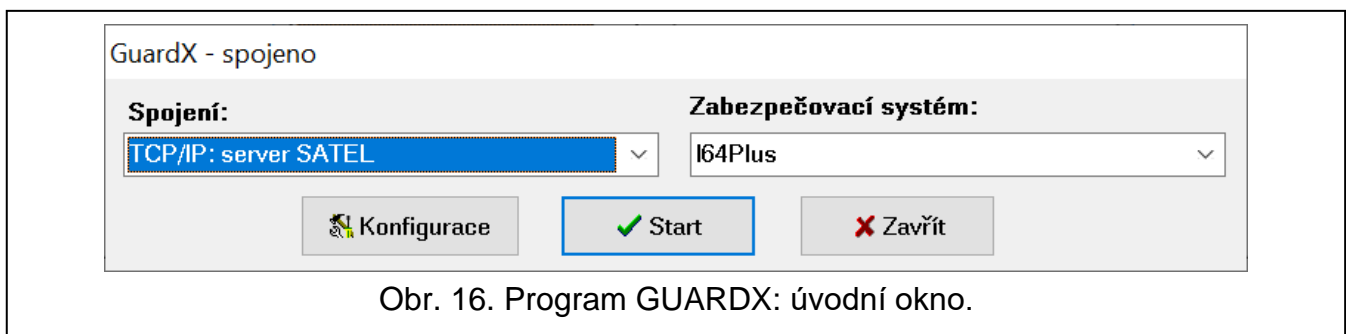 GuardX - spojeno
Spojení:
Zabezpečovací systém:
TCP/IP: server SATEL
I64Plus
Konfigurace
Start
Zavřít
Obr. 16. Program GUARDX: úvodní okno.